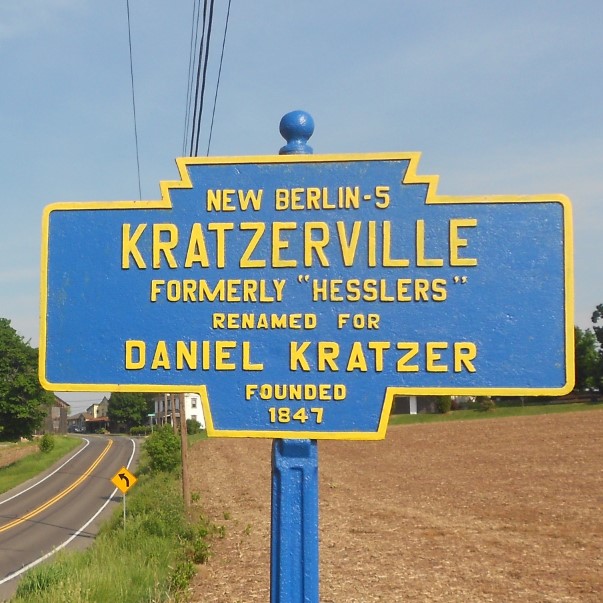 NEW BERLIN-5
KRATZERVILLE
FORMERLY "HESSLERS"
RENAMED FOR
DANIEL KRATZER
FOUNDED
1847